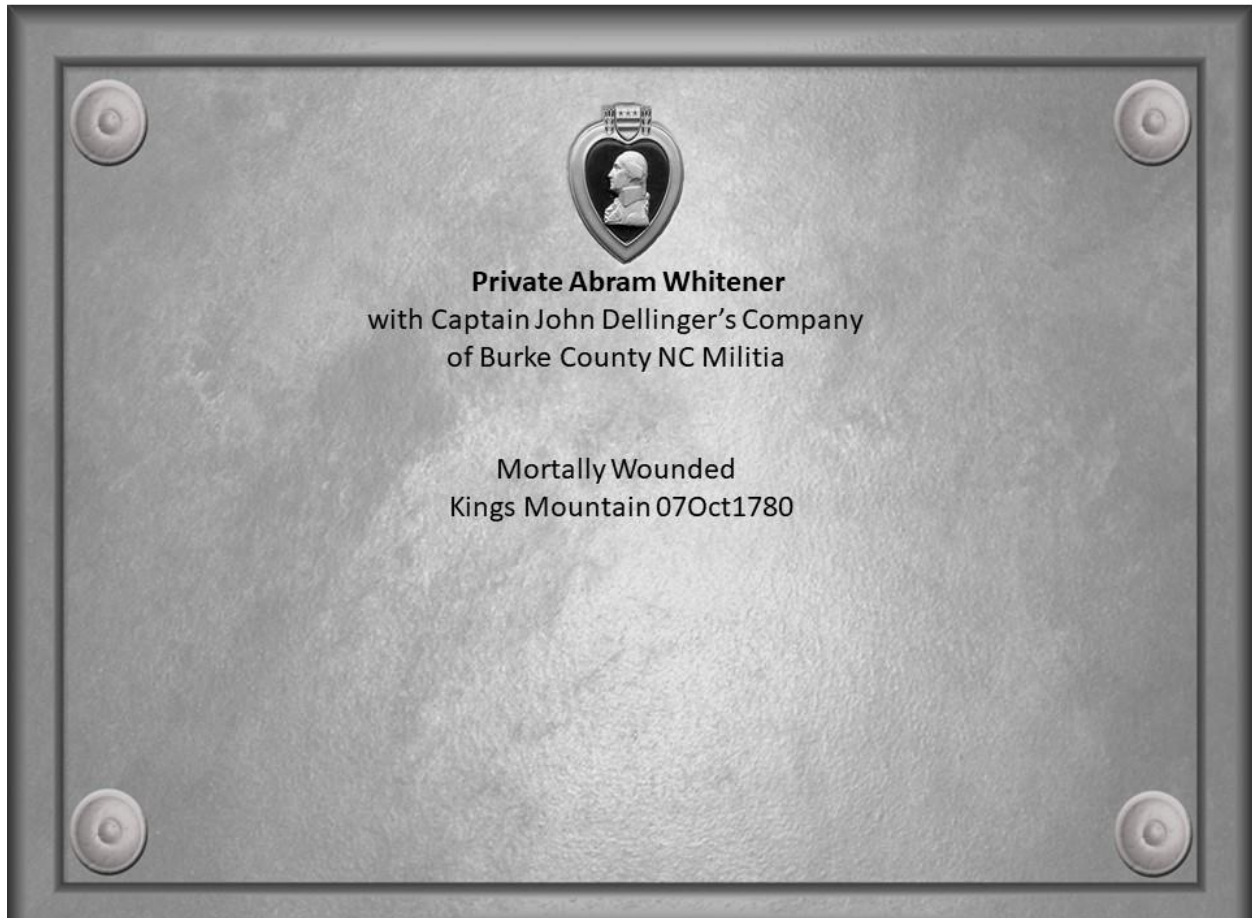 Private Abram Whitener
with Captain John Dellinger’s Company
of Burke County NC Militia
Mortally Wounded
Kings Mountain 07Oct1780